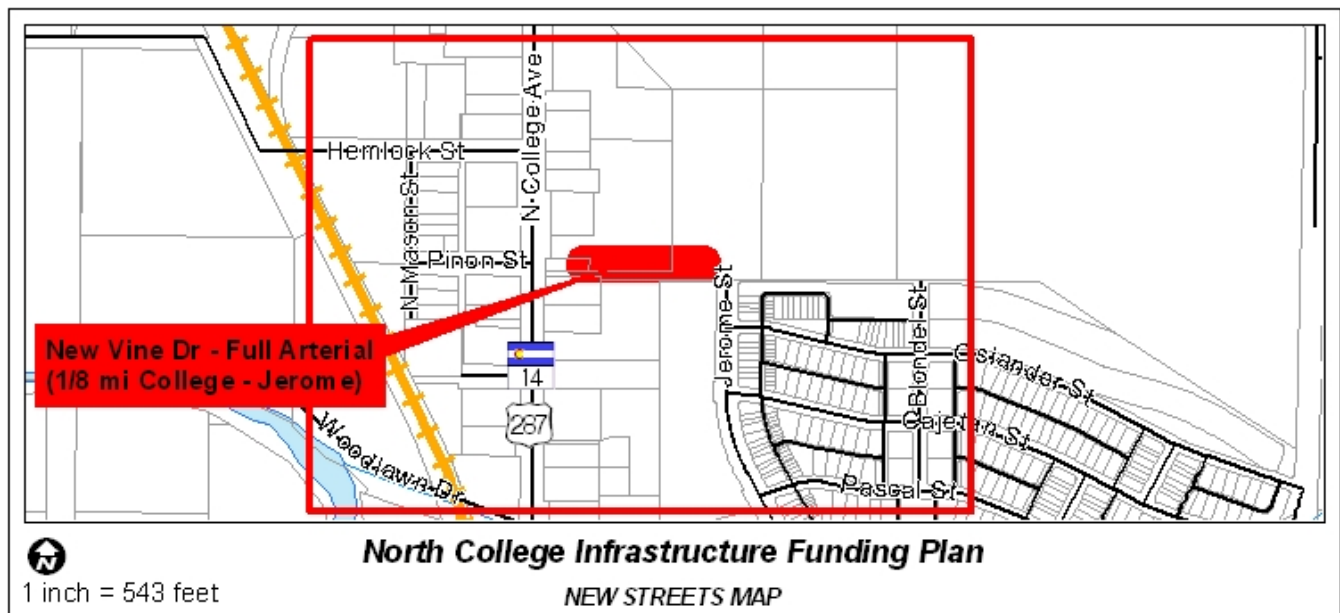 Hemlock St
N College Ave
N Mason St
Pinon St
New Vine Dr - Full Arterial
(1/8 mi College - Jerome)
14
287
Jerome St
Blondel St
Osiander St
Cajetan St
Pascal St
Woodlawn Dr
N
1 inch = 543 feet
North College Infrastructure Funding Plan
NEW STREETS MAP